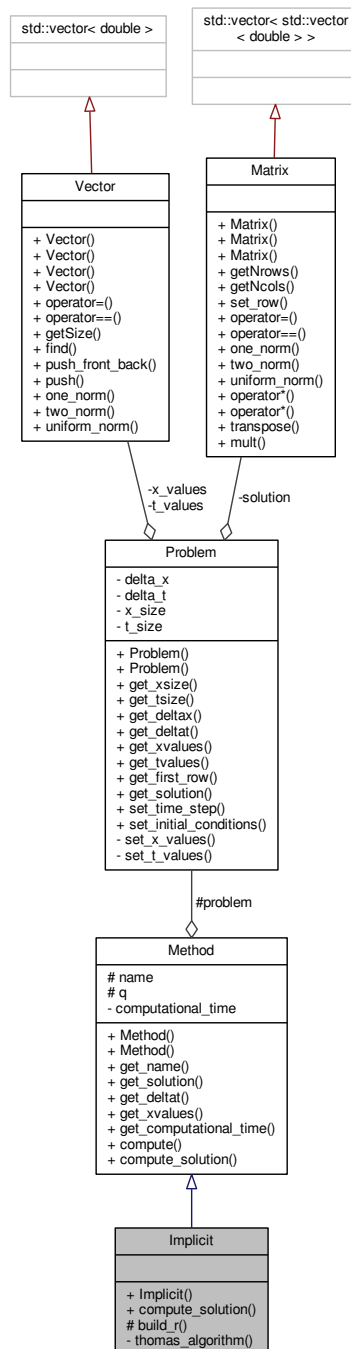 std::vector< double >
std::vector< std::vector
< double > >
Vector
+ Vector()
+ Vector()
+ Vector()
+ Vector()
+ operator=()
+ operator==()
+ getSize()
+ find()
+ push_front_back()
+ push()
+ one_norm()
+ two_norm()
+ uniform_norm()
Matrix
+ Matrix()
+ Matrix()
+ Matrix()
+ getNrows()
+ getNcols()
+ set_row()
+ operator=()
+ operator==()
+ one_norm()
+ two_norm()
+ uniform_norm()
+ operator*()
+ operator*()
+ transpose()
+ mult()
-x_values
-t_values
-solution
Problem
- delta_x
- delta_t
- x_size
- t_size
+ Problem()
+ Problem()
+ get_xsize()
+ get_tsize()
+ get_deltax()
+ get_deltat()
+ get_xvalues()
+ get_tvalues()
+ get_first_row()
+ get_solution()
+ set_time_step()
+ set_initial_conditions()
- set_x_values()
- set_t_values()
#problem
Method
# name
# q
- computational_time
+ Method()
+ Method()
+ get_name()
+ get_solution()
+ get_deltat()
+ get_xvalues()
+ get_computational_time()
+ compute()
+ compute_solution()
Implicit
+ Implicit()
+ compute_solution()
# build_r()
- thomas_algorithm()